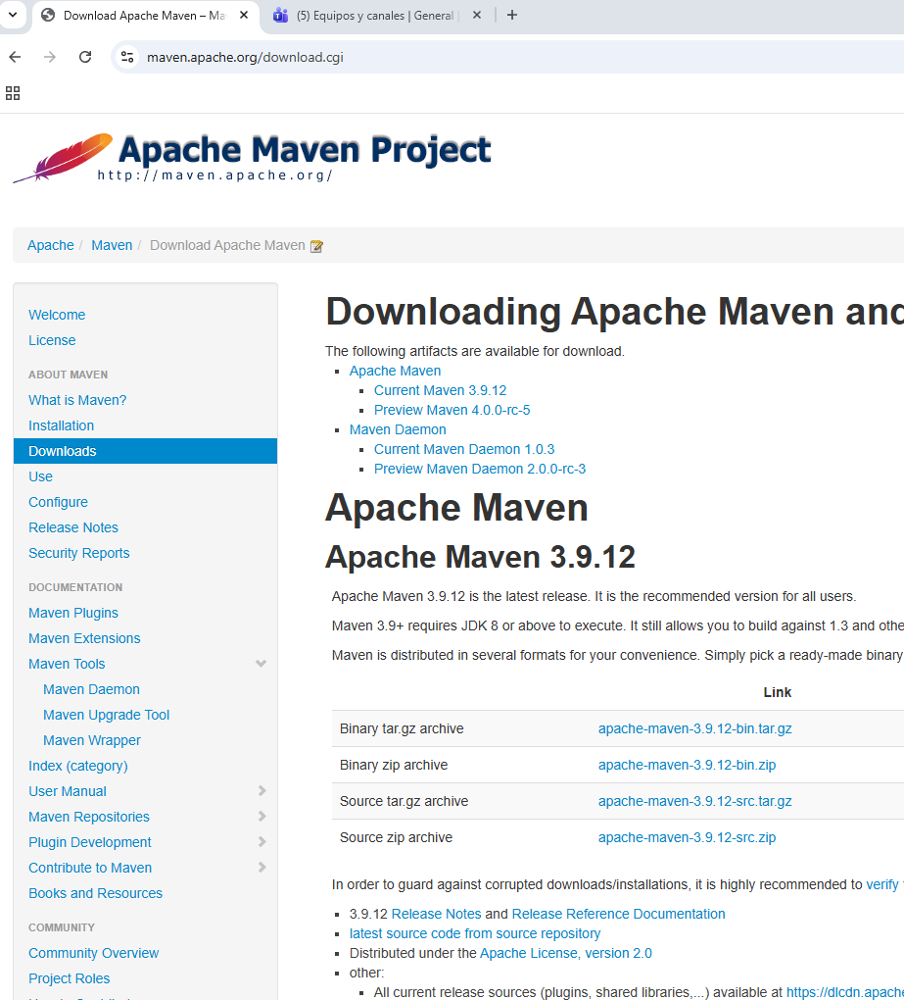 Download Apache Maven – Ma
(5) Equipos y canales | General |
maven.apache.org/download.cgi
Apache Maven Project
http://maven.apache.org/
Apache / Maven / Download Apache Maven
Welcome
License
ABOUT MAVEN
What is Maven?
Installation
Downloads
Use
Configure
Release Notes
Security Reports
DOCUMENTATION
Maven Plugins
Maven Extensions
Maven Tools
Maven Daemon
Maven Upgrade Tool
Maven Wrapper
Index (category)
User Manual
Maven Repositories
Plugin Development
Contribute to Maven
Books and Resources
COMMUNITY
Community Overview
Project Roles
Downloading Apache Maven and
The following artifacts are available for download.
Apache Maven
Current Maven 3.9.12
Preview Maven 4.0.0-rc-5
Maven Daemon
Current Maven Daemon 1.0.3
Preview Maven Daemon 2.0.0-rc-3
Apache Maven
Apache Maven 3.9.12
Apache Maven 3.9.12 is the latest release. It is the recommended version for all users.
Maven 3.9+ requires JDK 8 or above to execute. It still allows you to build against 1.3 and othe
Maven is distributed in several formats for your convenience. Simply pick a ready-made binary
Link
Binary tar.gz archive apache-maven-3.9.12-bin.tar.gz
Binary zip archive apache-maven-3.9.12-bin.zip
Source tar.gz archive apache-maven-3.9.12-src.tar.gz
Source zip archive apache-maven-3.9.12-src.zip
In order to guard against corrupted downloads/installations, it is highly recommended to verify
3.9.12 Release Notes and Release Reference Documentation
latest source code from source repository
Distributed under the Apache License, version 2.0
other:
All current release sources (plugins, shared libraries,...) available at https://dlcdn.apache